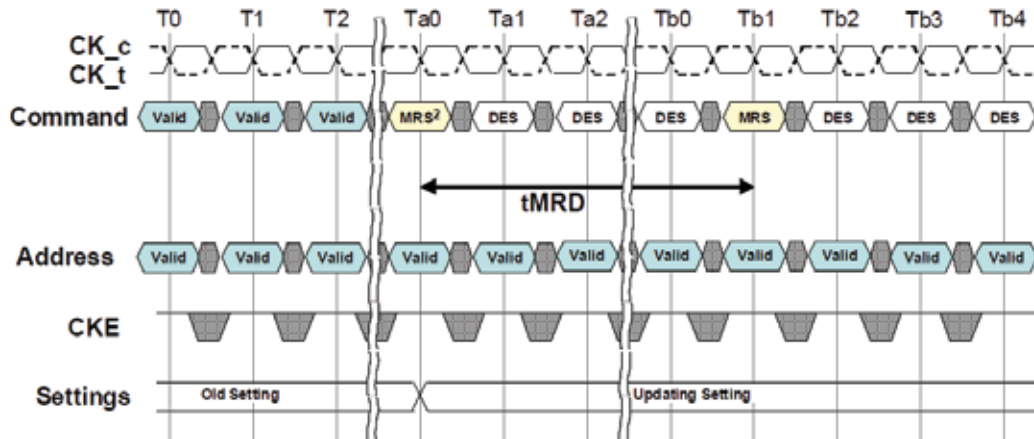 T0 T1 T2 Ta0 Ta1 Ta2 Tb0 Tb1 Tb2 Tb3 Tb4
CK_c
CK_t
Command Valid Valid Valid MRS² DES DES DES MRS DES DES DES
tMRD
Address Valid Valid Valid Valid Valid Valid Valid Valid Valid Valid Valid
CKE
Settings Old Setting Updating Setting